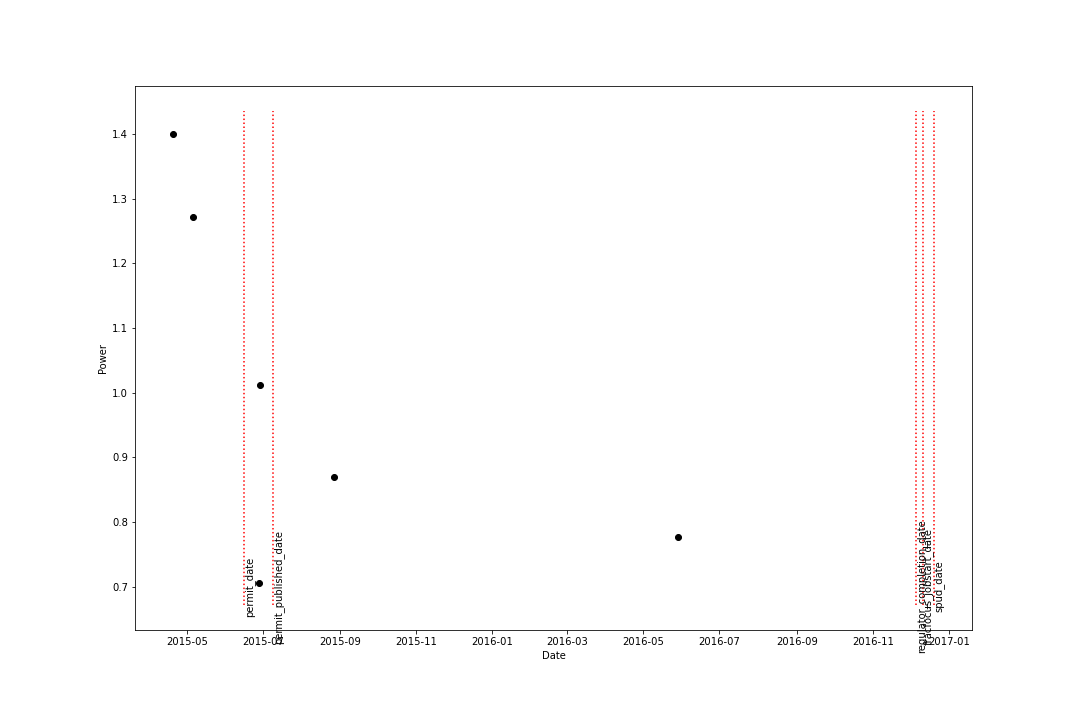 1.4
1.3
1.2
1.1
1.0
0.9
0.8
0.7
Power
permit_date
permit_published_date
regulator_completion_date
fracfocus_jobstart_date
spud_date
2015-05
2015-07
2015-09
2015-11
2016-01
2016-03
2016-05
2016-07
2016-09
2016-11
2017-01
Date